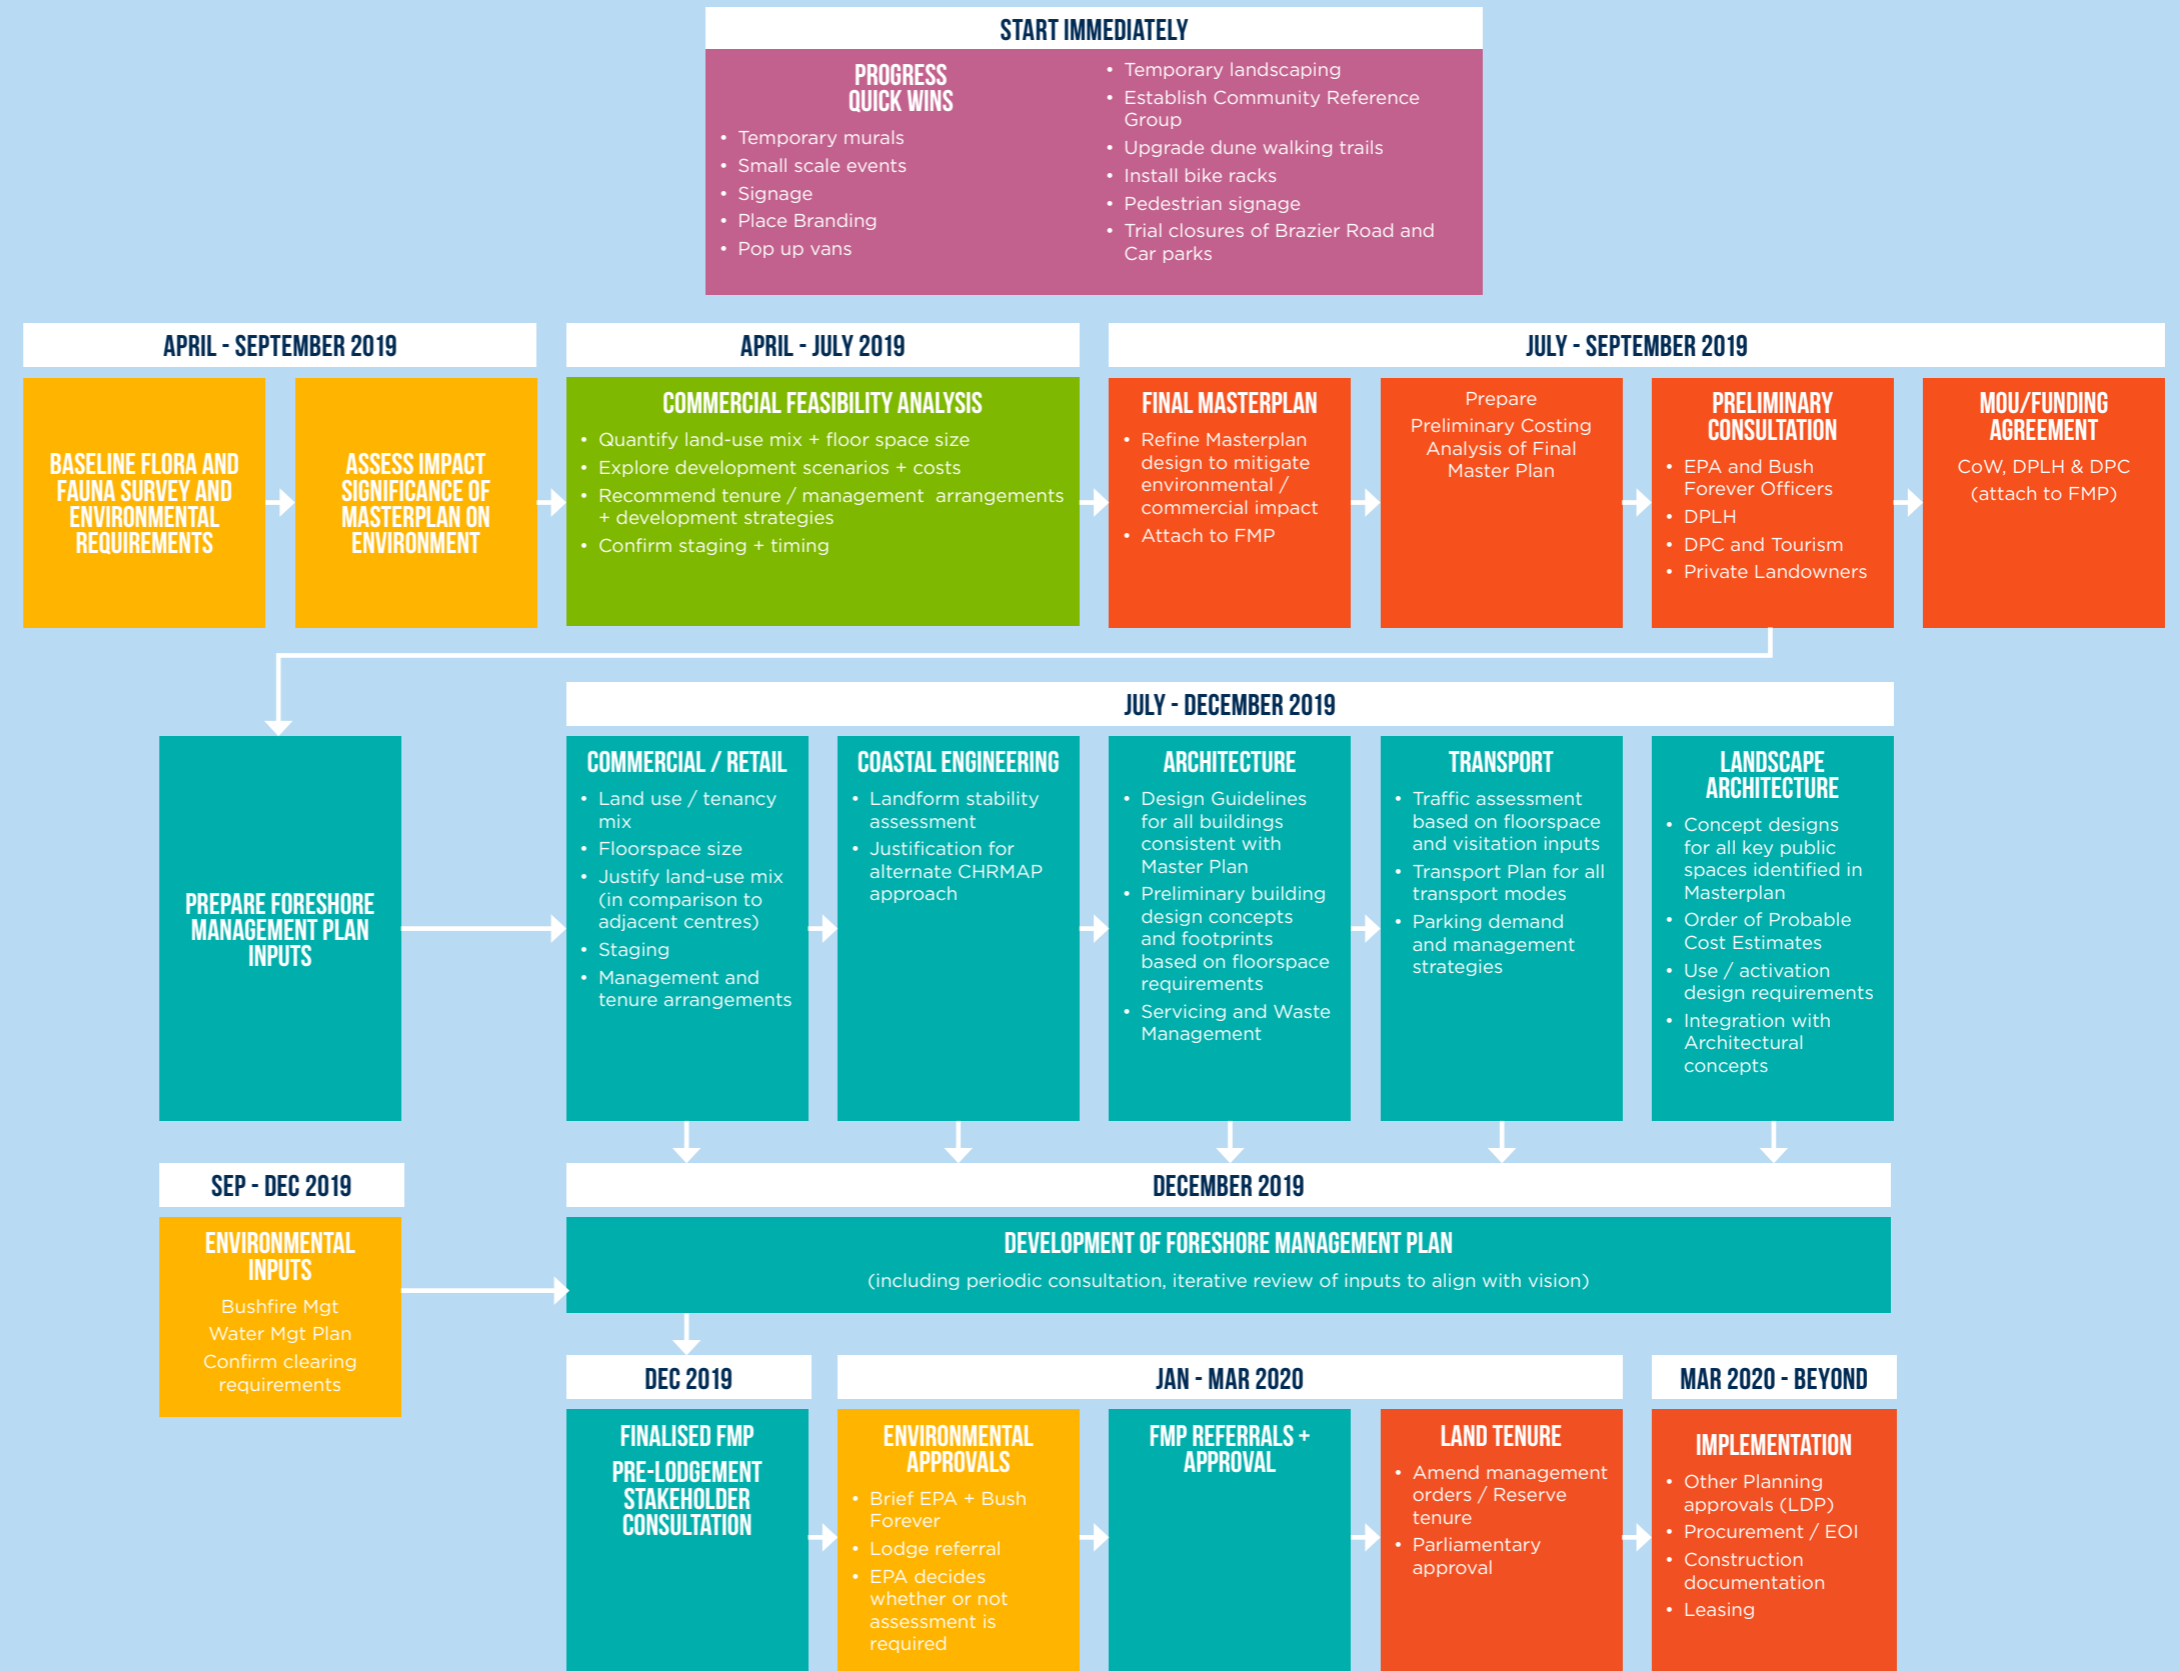 START IMMEDIATELY
PROGRESS
QUICK WINS
• Temporary murals
• Small scale events
• Signage
• Place Branding
• Pop up vans
• Temporary landscaping
• Establish Community Reference
Group
• Upgrade dune walking trails
• Install bike racks
• Pedestrian signage
• Trial closures of Brazier Road and
Car parks
APRIL - SEPTEMBER 2019
BASELINE FLORA AND
FAUNA SURVEY AND
ENVIRONMENTAL
REQUIREMENTS
ASSESS IMPACT
SIGNIFICANCE OF
MASTERPLAN ON
ENVIRONMENT
APRIL - JULY 2019
COMMERCIAL FEASIBILITY ANALYSIS
• Quantify land-use mix + floor space size
• Explore development scenarios + costs
• Recommend tenure / management arrangements
+ development strategies
• Confirm staging + timing
JULY - SEPTEMBER 2019
FINAL MASTERPLAN
• Refine Masterplan
design to mitigate
environmental /
commercial impact
• Attach to FMP
Prepare
Preliminary Costing
Analysis of Final
Master Plan
PRELIMINARY
CONSULTATION
• EPA and Bush
Forever Officers
• DPLH
• DPC and Tourism
• Private Landowners
MOU/FUNDING
AGREEMENT
CoW, DPLH & DPC
(attach to FMP)
PREPARE FORESHORE
MANAGEMENT PLAN
INPUTS
JULY - DECEMBER 2019
COMMERCIAL / RETAIL
• Land use / tenancy
mix
• Floorspace size
• Justify land-use mix
(in comparison to
adjacent centres)
• Staging
• Management and
tenure arrangements
COASTAL ENGINEERING
• Landform stability
assessment
• Justification for
alternate CHRMAP
approach
ARCHITECTURE
• Design Guidelines
for all buildings
consistent with
Master Plan
• Preliminary building
design concepts
and footprints
based on floorspace
requirements
• Servicing and Waste
Management
TRANSPORT
• Traffic assessment
based on floorspace
and visitation inputs
• Transport Plan for all
transport modes
• Parking demand
and management
strategies
LANDSCAPE
ARCHITECTURE
• Concept designs
for all key public
spaces identified in
Masterplan
• Order of Probable
Cost Estimates
• Use / activation
design requirements
• Integration with
Architectural
concepts
SEP - DEC 2019
ENVIRONMENTAL
INPUTS
Bushfire Mgt
Water Mgt Plan
Confirm clearing
requirements
DECEMBER 2019
DEVELOPMENT OF FORESHORE MANAGEMENT PLAN
(including periodic consultation, iterative review of inputs to align with vision)
DEC 2019
FINALISED FMP
PRE-LODGEMENT
STAKEHOLDER
CONSULTATION
JAN - MAR 2020
ENVIRONMENTAL
APPROVALS
• Brief EPA + Bush
Forever
• Lodge referral
• EPA decides
whether or not
assessment is
required
FMP REFERRALS +
APPROVAL
LAND TENURE
• Amend management
orders / Reserve
tenure
• Parliamentary
approval
MAR 2020 - BEYOND
IMPLEMENTATION
• Other Planning
approvals (LDP)
• Procurement / EOI
• Construction
documentation
• Leasing